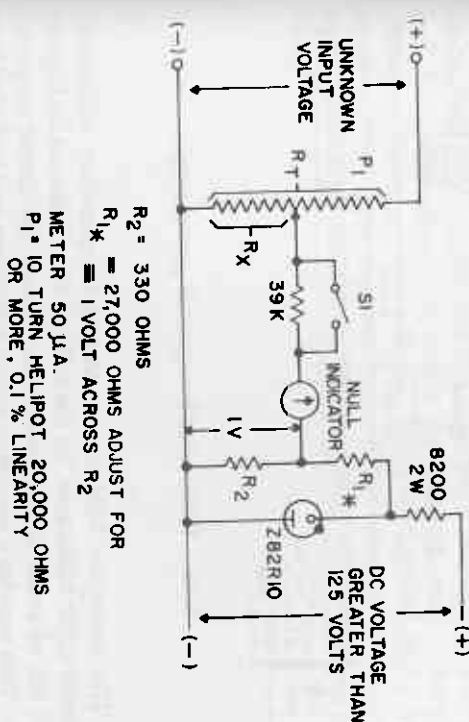 (+)
(-)
UNKNOWN
INPUT
VOLTAGE
P1
RT
RX
S1
39K
NULL
INDICATOR
1V
R1*
R2
8200
2W
Z82R10
(+)
(-)
DC VOLTAGE
GREATER THAN
125 VOLTS
R2 = 330 OHMS
R1* = 27,000 OHMS ADJUST FOR
≡ 1 VOLT ACROSS R2
METER 50 μA.
P1 = 10 TURN HELIPOT 20,000 OHMS
OR MORE, 0.1% LINEARITY